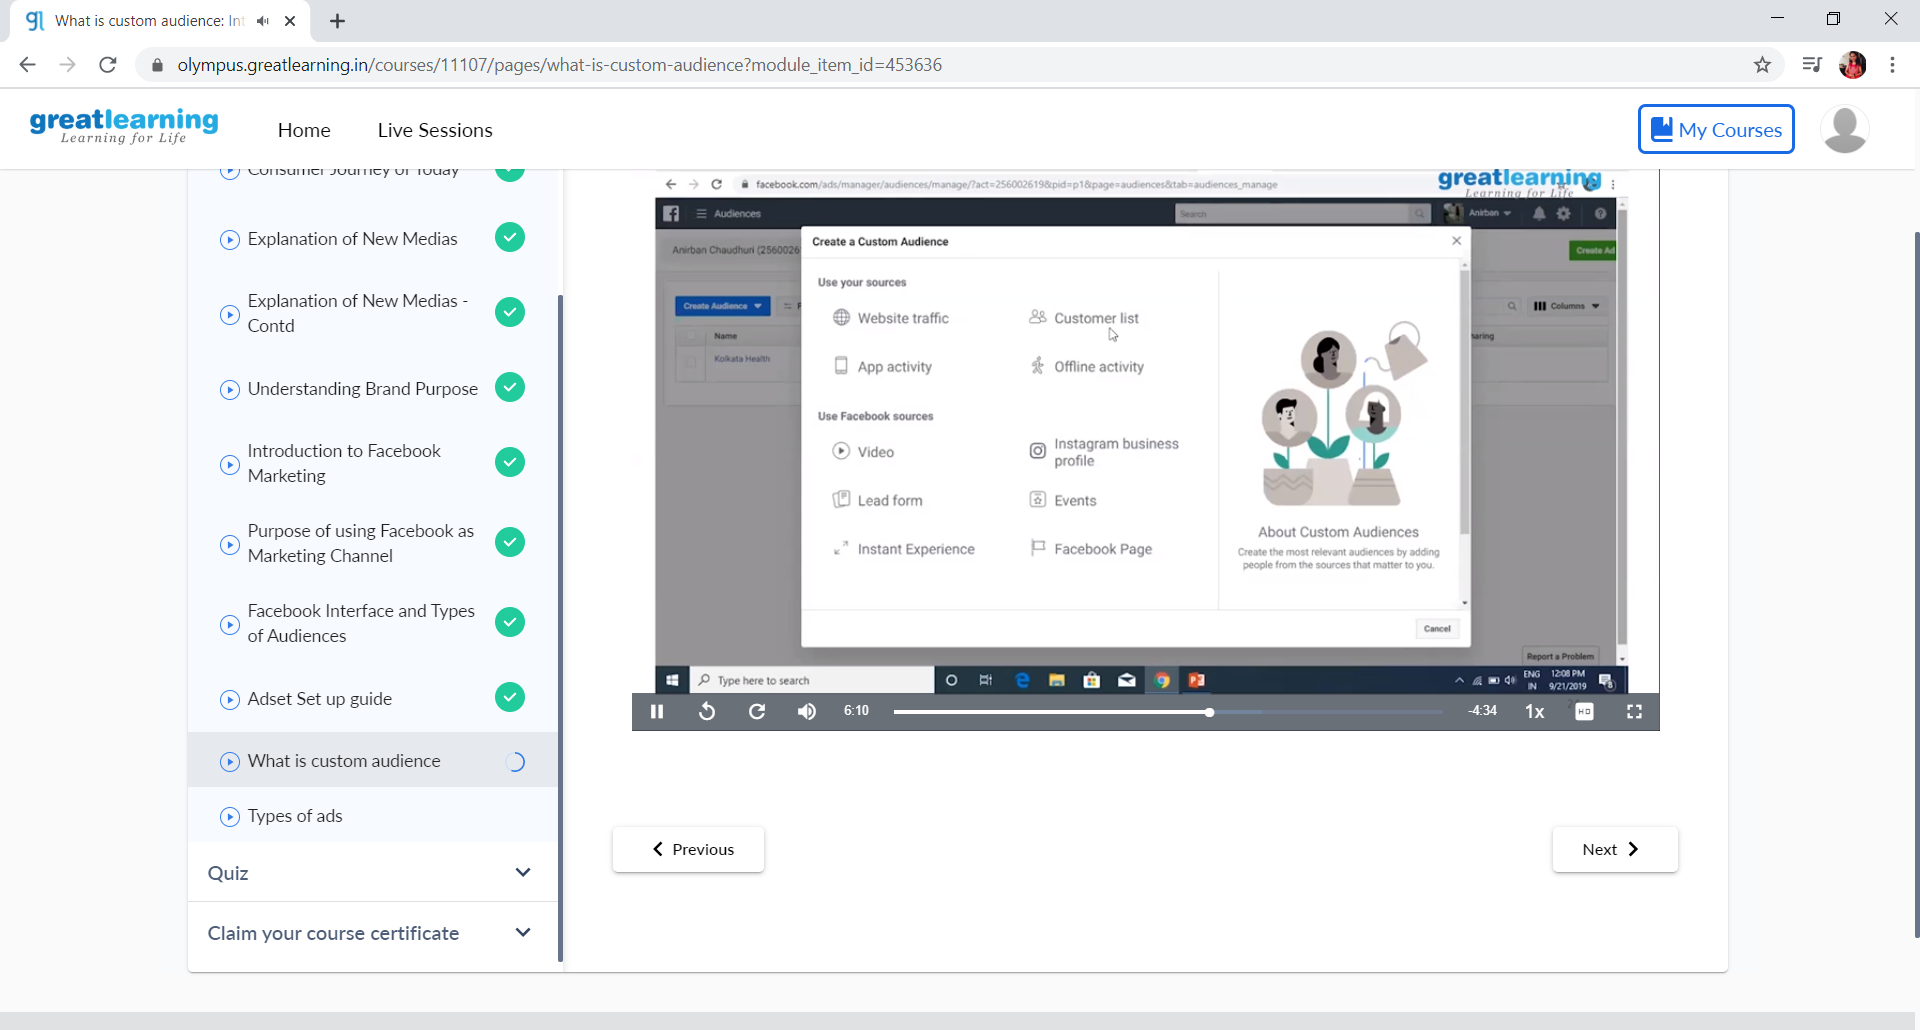 What is custom audience: Int
olympus.greatlearning.in/courses/11107/pages/what-is-custom-audience?module_item_id=453636
greatlearning
Learning for Life
Home
Live Sessions
My Courses
Consumer Journey of Today
Explanation of New Medias
Explanation of New Medias -
Contd
Understanding Brand Purpose
Introduction to Facebook
Marketing
Purpose of using Facebook as
Marketing Channel
Facebook Interface and Types
of Audiences
Adset Set up guide
What is custom audience
Types of ads
Quiz
Claim your course certificate
facebook.com/ads/manager/audiences/manage/?act=256002619&pid=p1&page=audiences&tab=audiences_manage
greatlearning
Learning for Life
Audiences
Search
Anirban
Anirban Chaudhuri (2560026
Create Ad
Create Audience
Columns
Name
Kolkata Health
haring
Create a Custom Audience
Use your sources
Website traffic
Customer list
App activity
Offline activity
Use Facebook sources
Video
Instagram business
profile
Lead form
Events
Instant Experience
Facebook Page
About Custom Audiences
Create the most relevant audiences by adding
people from the sources that matter to you.
Cancel
Report a Problem
Type here to search
ENG
IN
12:08 PM
9/21/2019
6:10
-4:34
1x
HD
Previous
Next